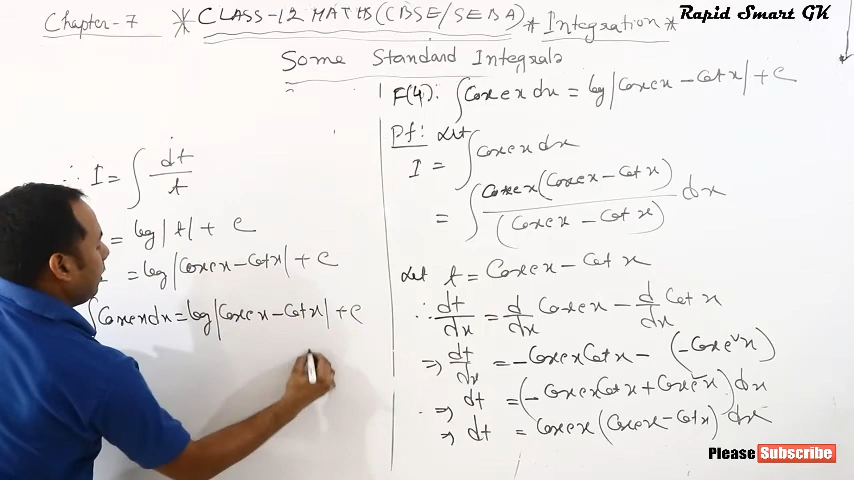 Chapter-7 * CLASS-12 MATHS (CBSE/SEBA) * Integration *
Rapid Smart GK
Some Standard Integrals
F(4): ∫Cosec x dx = log|Cosec x - Cot x| + c
Pf: Let
I = ∫Cosec x dx
= ∫ Cosec x (Cosec x - Cot x) / (Cosec x - Cot x) dx
Let t = Cosec x - Cot x
∴ dt/dx = d/dx Cosec x - d/dx Cot x
⇒ dt/dx = -Cosec x Cot x - (-Cosec²x)
⇒ dt = (-Cosec x Cot x + Cosec²x) dx
⇒ dt = Cosec x (Cosec x - Cot x) dx
∴ I = ∫ dt/t
= log|t| + c
= log|Cosec x - Cot x| + c
∫Cosec x dx = log|Cosec x - Cot x| + c
Please Subscribe